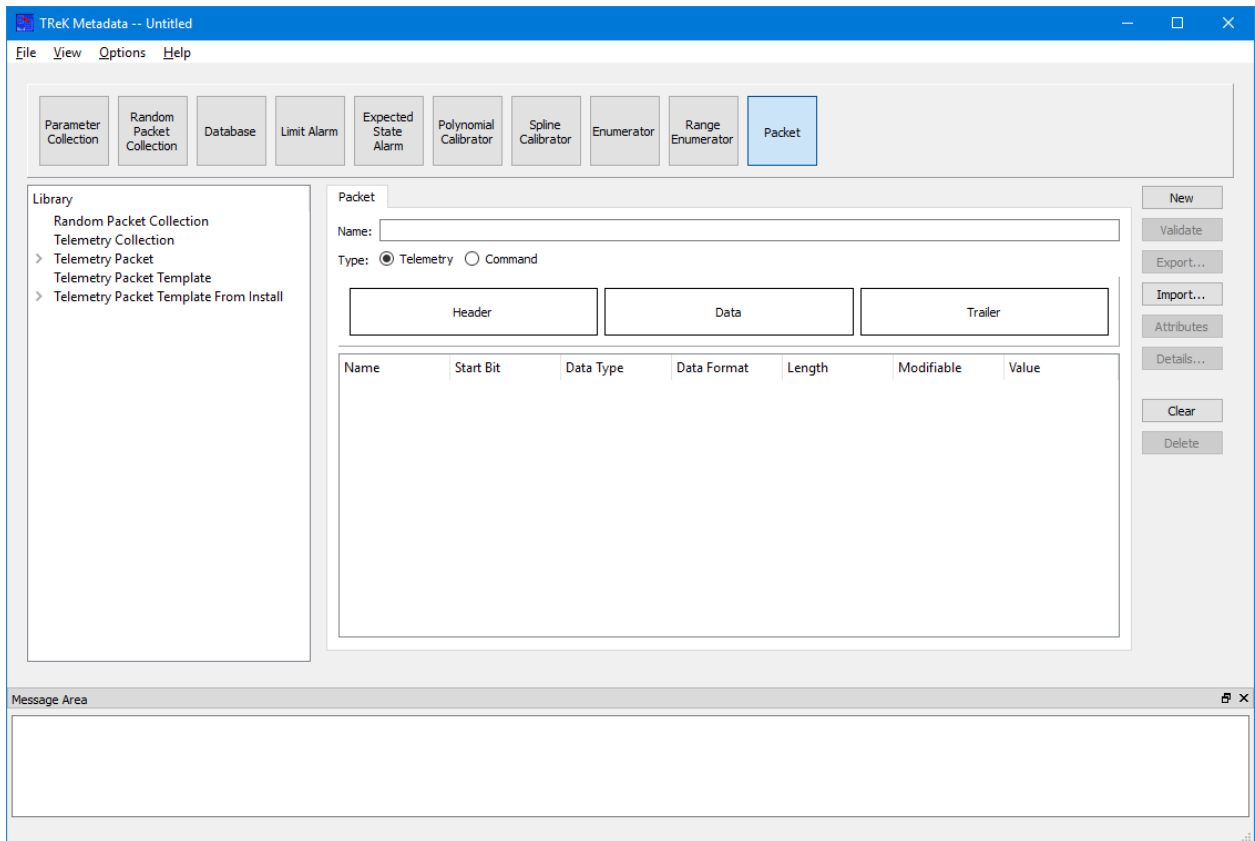 TReK Metadata -- Untitled
File View Options Help
Parameter Collection
Random Packet Collection
Database
Limit Alarm
Expected State Alarm
Polynomial Calibrator
Spline Calibrator
Enumerator
Range Enumerator
Packet
Library
Random Packet Collection
Telemetry Collection
Telemetry Packet
Telemetry Packet Template
Telemetry Packet Template From Install
Packet
Name:
Type: Telemetry Command
Header Data Trailer
Name Start Bit Data Type Data Format Length Modifiable Value
New
Validate
Export...
Import...
Attributes
Details...
Clear
Delete
Message Area